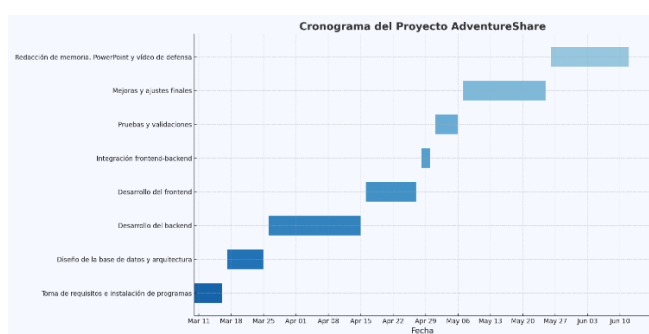 Cronograma del Proyecto AdventureShare
Redacción de memoria, PowerPoint y vídeo de defensa
Mejoras y ajustes finales
Pruebas y validaciones
Integración frontend-backend
Desarrollo del frontend
Desarrollo del backend
Diseño de la base de datos y arquitectura
Toma de requisitos e instalación de programas
Mar 11 Mar 18 Mar 25 Apr 01 Apr 08 Apr 15 Apr 22 Apr 29 May 06 May 13 May 20 May 27 Jun 03 Jun 10
Fecha